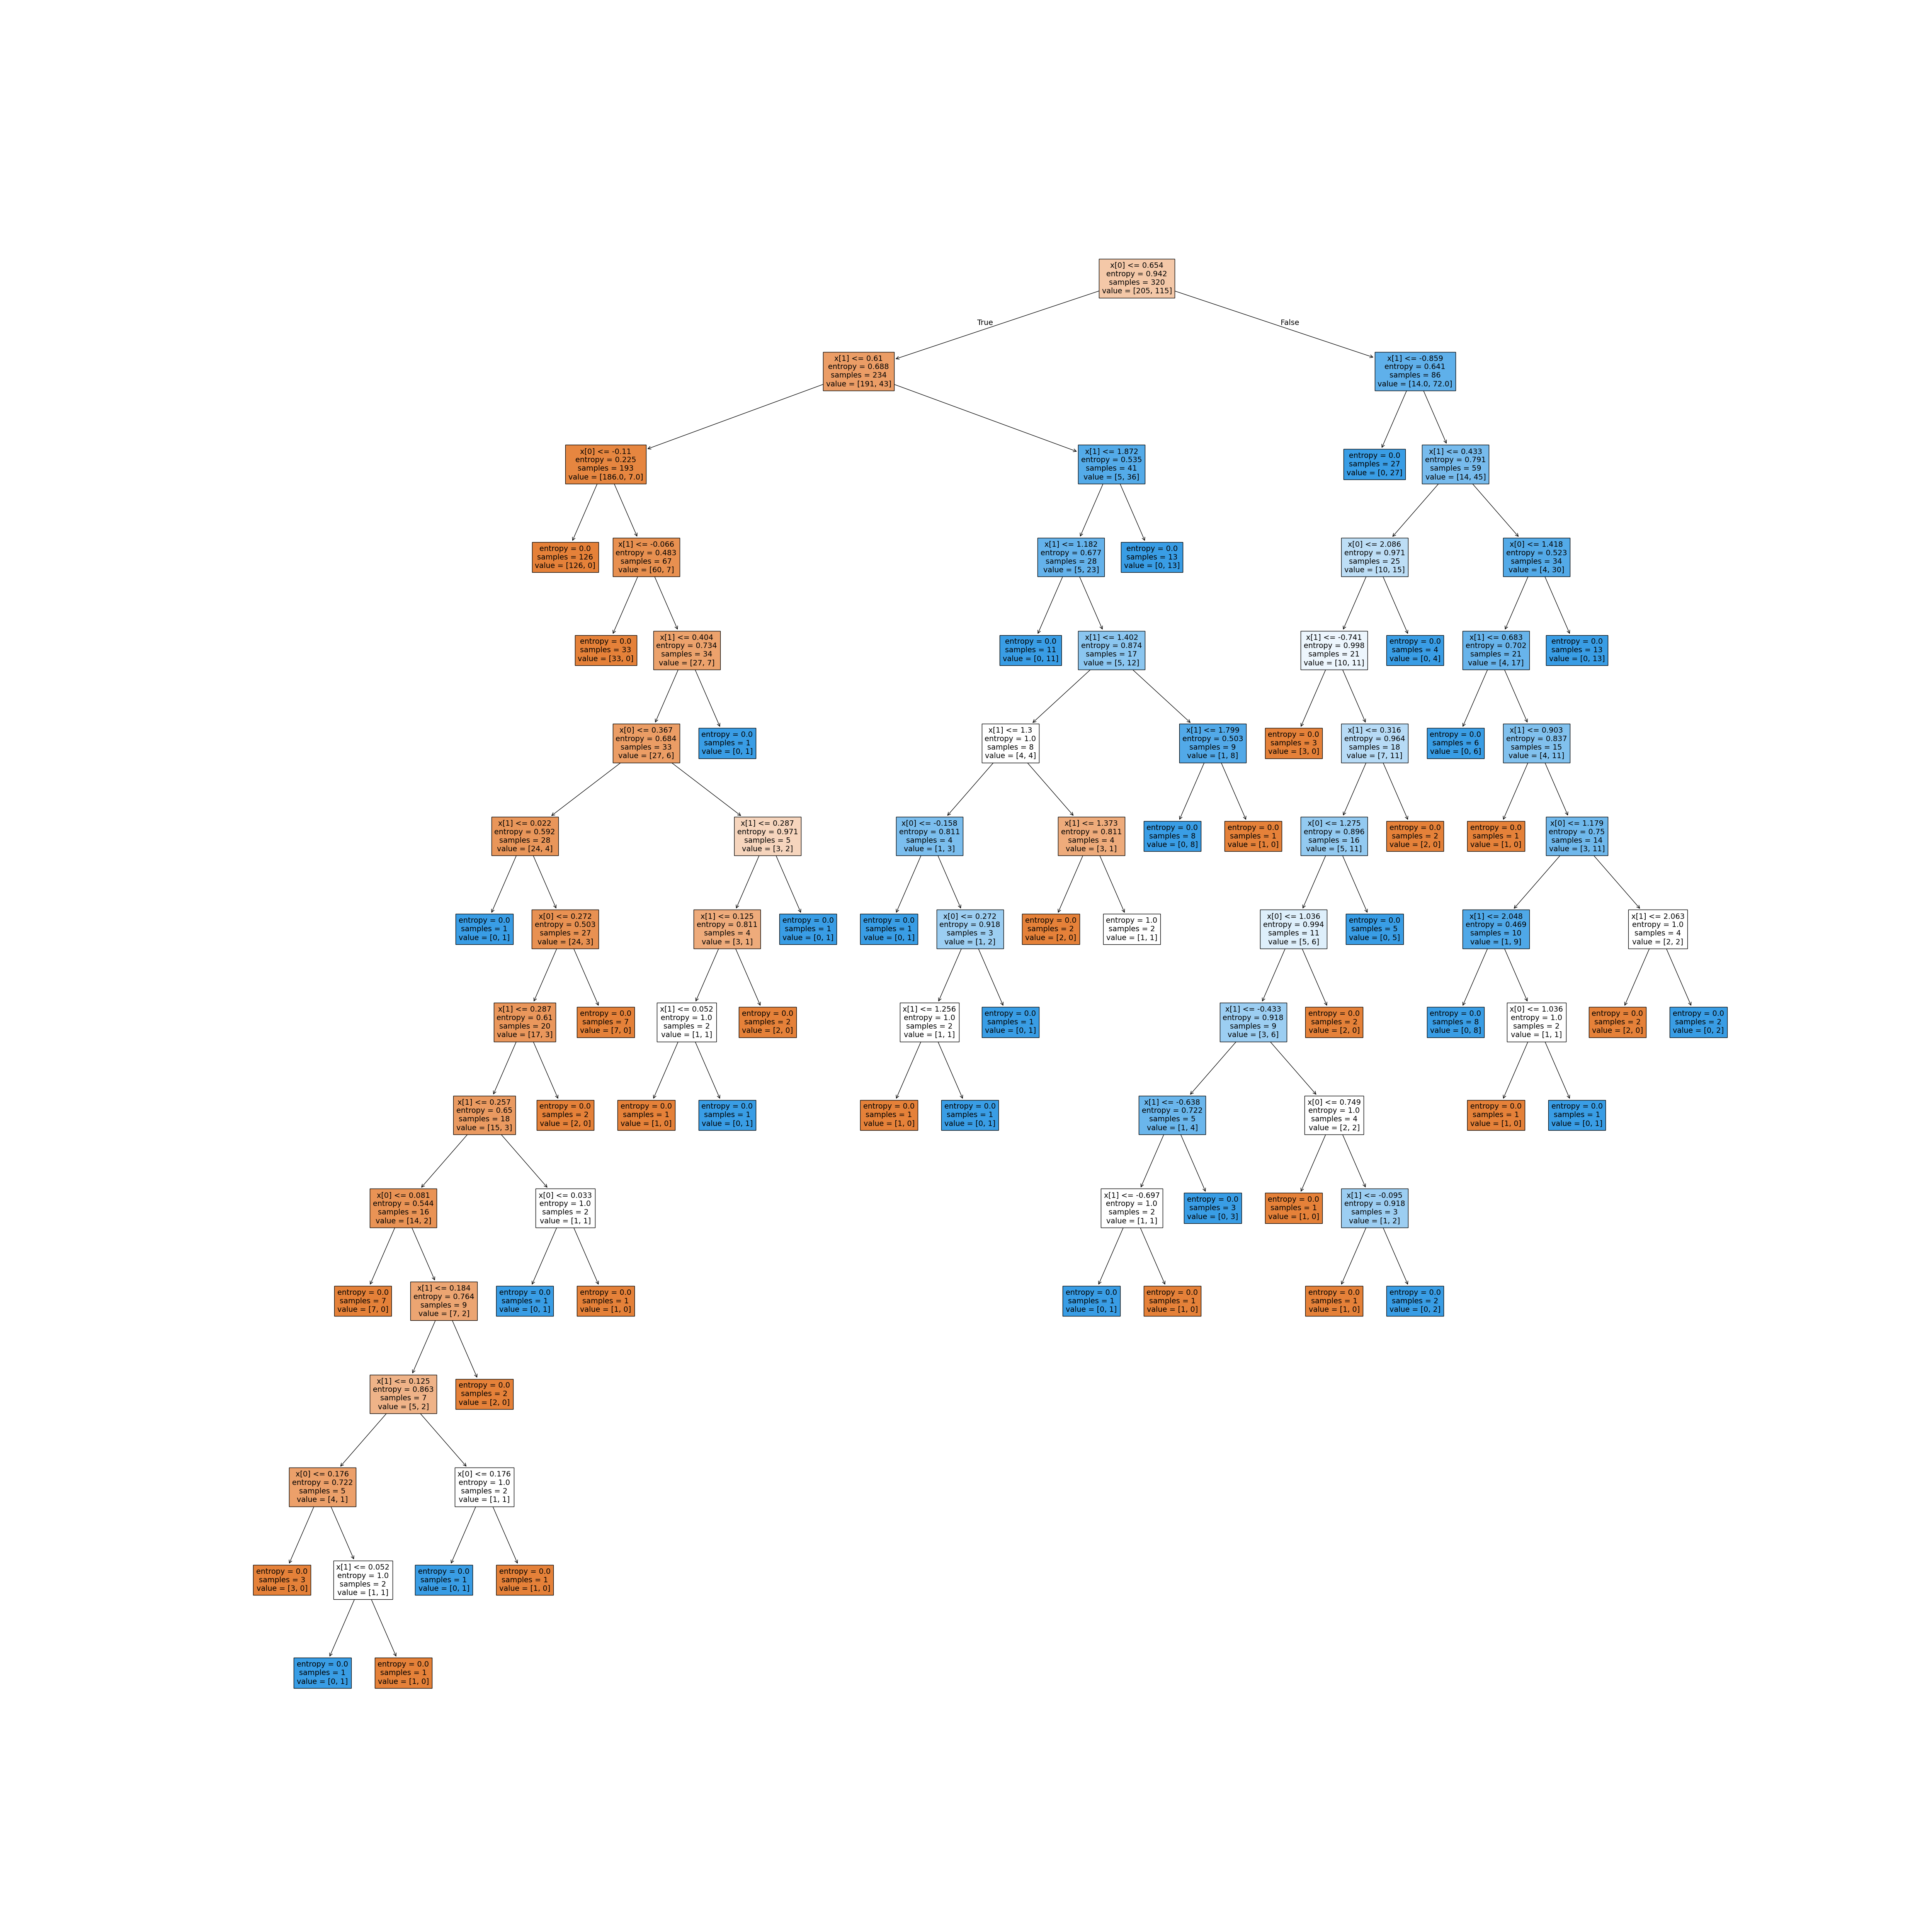 x[0] <= 0.654
entropy = 0.942
samples = 320
value = [205, 115]
True
False
x[1] <= 0.61
entropy = 0.688
samples = 234
value = [191, 43]
x[1] <= -0.859
entropy = 0.641
samples = 86
value = [14.0, 72.0]
x[0] <= -0.11
entropy = 0.225
samples = 193
value = [186.0, 7.0]
x[1] <= 1.872
entropy = 0.535
samples = 41
value = [5, 36]
entropy = 0.0
samples = 27
value = [0, 27]
x[1] <= 0.433
entropy = 0.791
samples = 59
value = [14, 45]
entropy = 0.0
samples = 126
value = [126, 0]
x[1] <= -0.066
entropy = 0.483
samples = 67
value = [60, 7]
x[1] <= 1.182
entropy = 0.677
samples = 28
value = [5, 23]
entropy = 0.0
samples = 13
value = [0, 13]
x[0] <= 2.086
entropy = 0.971
samples = 25
value = [10, 15]
x[0] <= 1.418
entropy = 0.523
samples = 34
value = [4, 30]
entropy = 0.0
samples = 33
value = [33, 0]
x[1] <= 0.404
entropy = 0.734
samples = 34
value = [27, 7]
entropy = 0.0
samples = 11
value = [0, 11]
x[1] <= 1.402
entropy = 0.874
samples = 17
value = [5, 12]
x[1] <= -0.741
entropy = 0.998
samples = 21
value = [10, 11]
entropy = 0.0
samples = 4
value = [0, 4]
x[1] <= 0.683
entropy = 0.702
samples = 21
value = [4, 17]
entropy = 0.0
samples = 13
value = [0, 13]
x[0] <= 0.367
entropy = 0.684
samples = 33
value = [27, 6]
entropy = 0.0
samples = 1
value = [0, 1]
x[1] <= 1.3
entropy = 1.0
samples = 8
value = [4, 4]
x[1] <= 1.799
entropy = 0.503
samples = 9
value = [1, 8]
entropy = 0.0
samples = 3
value = [3, 0]
x[1] <= 0.316
entropy = 0.964
samples = 18
value = [7, 11]
entropy = 0.0
samples = 6
value = [0, 6]
x[1] <= 0.903
entropy = 0.837
samples = 15
value = [4, 11]
x[1] <= 0.022
entropy = 0.592
samples = 28
value = [24, 4]
x[1] <= 0.287
entropy = 0.971
samples = 5
value = [3, 2]
x[0] <= -0.158
entropy = 0.811
samples = 4
value = [1, 3]
x[1] <= 1.373
entropy = 0.811
samples = 4
value = [3, 1]
entropy = 0.0
samples = 8
value = [0, 8]
entropy = 0.0
samples = 1
value = [1, 0]
x[0] <= 1.275
entropy = 0.896
samples = 16
value = [5, 11]
entropy = 0.0
samples = 2
value = [2, 0]
entropy = 0.0
samples = 1
value = [1, 0]
x[0] <= 1.179
entropy = 0.75
samples = 14
value = [3, 11]
entropy = 0.0
samples = 1
value = [0, 1]
x[0] <= 0.272
entropy = 0.503
samples = 27
value = [24, 3]
x[1] <= 0.125
entropy = 0.811
samples = 4
value = [3, 1]
entropy = 0.0
samples = 1
value = [0, 1]
entropy = 0.0
samples = 1
value = [0, 1]
x[0] <= 0.272
entropy = 0.918
samples = 3
value = [1, 2]
entropy = 0.0
samples = 2
value = [2, 0]
entropy = 1.0
samples = 2
value = [1, 1]
x[0] <= 1.036
entropy = 0.994
samples = 11
value = [5, 6]
entropy = 0.0
samples = 5
value = [0, 5]
x[1] <= 2.048
entropy = 0.469
samples = 10
value = [1, 9]
x[1] <= 2.063
entropy = 1.0
samples = 4
value = [2, 2]
x[1] <= 0.287
entropy = 0.61
samples = 20
value = [17, 3]
entropy = 0.0
samples = 7
value = [7, 0]
x[1] <= 0.052
entropy = 1.0
samples = 2
value = [1, 1]
entropy = 0.0
samples = 2
value = [2, 0]
x[1] <= 1.256
entropy = 1.0
samples = 2
value = [1, 1]
entropy = 0.0
samples = 1
value = [0, 1]
x[1] <= -0.433
entropy = 0.918
samples = 9
value = [3, 6]
entropy = 0.0
samples = 2
value = [2, 0]
entropy = 0.0
samples = 8
value = [0, 8]
x[0] <= 1.036
entropy = 1.0
samples = 2
value = [1, 1]
entropy = 0.0
samples = 2
value = [2, 0]
entropy = 0.0
samples = 2
value = [0, 2]
x[1] <= 0.257
entropy = 0.65
samples = 18
value = [15, 3]
entropy = 0.0
samples = 2
value = [2, 0]
entropy = 0.0
samples = 1
value = [1, 0]
entropy = 0.0
samples = 1
value = [0, 1]
entropy = 0.0
samples = 1
value = [1, 0]
entropy = 0.0
samples = 1
value = [0, 1]
x[1] <= -0.638
entropy = 0.722
samples = 5
value = [1, 4]
x[0] <= 0.749
entropy = 1.0
samples = 4
value = [2, 2]
entropy = 0.0
samples = 1
value = [1, 0]
entropy = 0.0
samples = 1
value = [0, 1]
x[0] <= 0.081
entropy = 0.544
samples = 16
value = [14, 2]
x[0] <= 0.033
entropy = 1.0
samples = 2
value = [1, 1]
x[1] <= -0.697
entropy = 1.0
samples = 2
value = [1, 1]
entropy = 0.0
samples = 3
value = [0, 3]
entropy = 0.0
samples = 1
value = [1, 0]
x[1] <= -0.095
entropy = 0.918
samples = 3
value = [1, 2]
entropy = 0.0
samples = 7
value = [7, 0]
x[1] <= 0.184
entropy = 0.764
samples = 9
value = [7, 2]
entropy = 0.0
samples = 1
value = [0, 1]
entropy = 0.0
samples = 1
value = [1, 0]
entropy = 0.0
samples = 1
value = [0, 1]
entropy = 0.0
samples = 1
value = [1, 0]
entropy = 0.0
samples = 1
value = [1, 0]
entropy = 0.0
samples = 2
value = [0, 2]
x[1] <= 0.125
entropy = 0.863
samples = 7
value = [5, 2]
entropy = 0.0
samples = 2
value = [2, 0]
x[0] <= 0.176
entropy = 0.722
samples = 5
value = [4, 1]
x[0] <= 0.176
entropy = 1.0
samples = 2
value = [1, 1]
entropy = 0.0
samples = 3
value = [3, 0]
x[1] <= 0.052
entropy = 1.0
samples = 2
value = [1, 1]
entropy = 0.0
samples = 1
value = [0, 1]
entropy = 0.0
samples = 1
value = [1, 0]
entropy = 0.0
samples = 1
value = [0, 1]
entropy = 0.0
samples = 1
value = [1, 0]